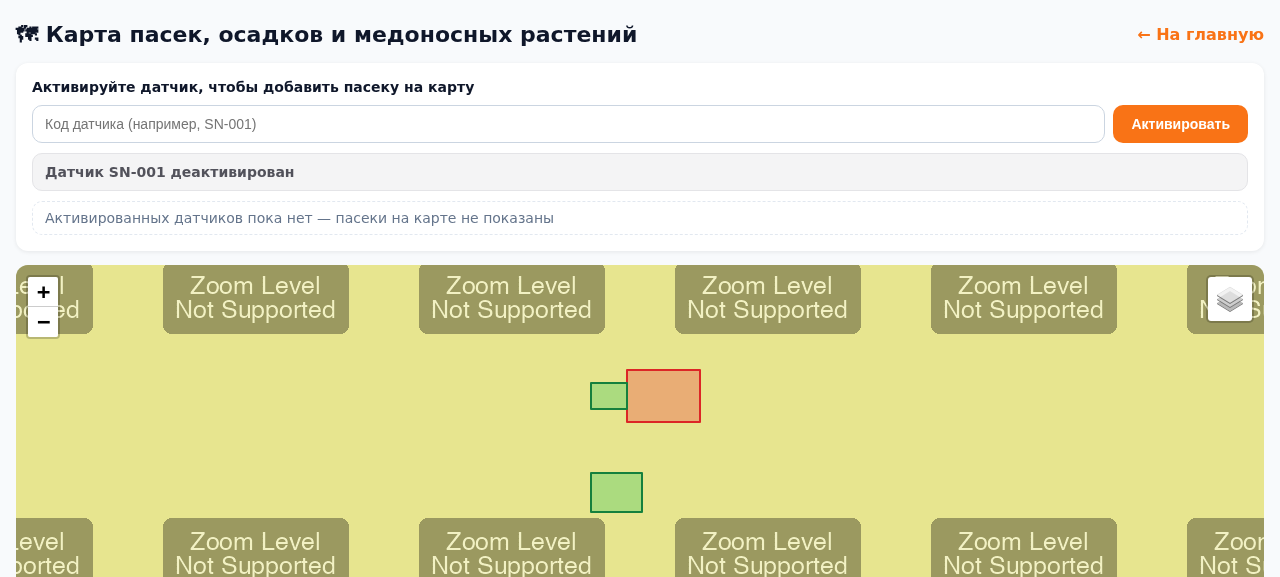 🗺 Карта пасек, осадков и медоносных растений
← На главную
Активируйте датчик, чтобы добавить пасеку на карту
Код датчика (например, SN-001)
Активировать
Датчик SN-001 деактивирован
Активированных датчиков пока нет — пасеки на карте не показаны
+
−
Zoom Level
Not Supported
Zoom Level
Not Supported
Zoom Level
Not Supported
Zoom Level
Not Supported
Zoom Level
Not Supported
Zoom Level
Not Supported
Zoom Level
Not Supported
Zoom Level
Not Supported